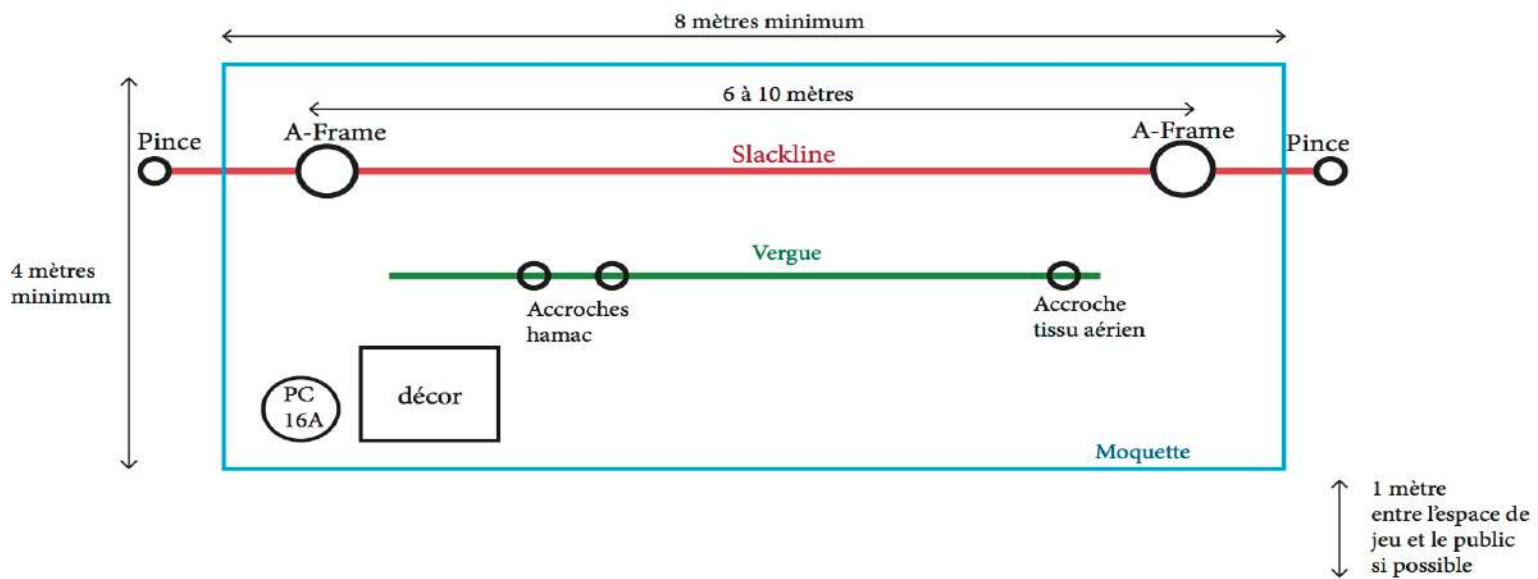 8 mètres minimum
6 à 10 mètres
Pince
A-Frame
Slackline
A-Frame
Pince
4 mètres
minimum
Vergue
Accroches
hamac
Accroche
tissu aérien
PC
16A
décor
Moquette
1 mètre
entre l'espace de
jeu et le public
si possible